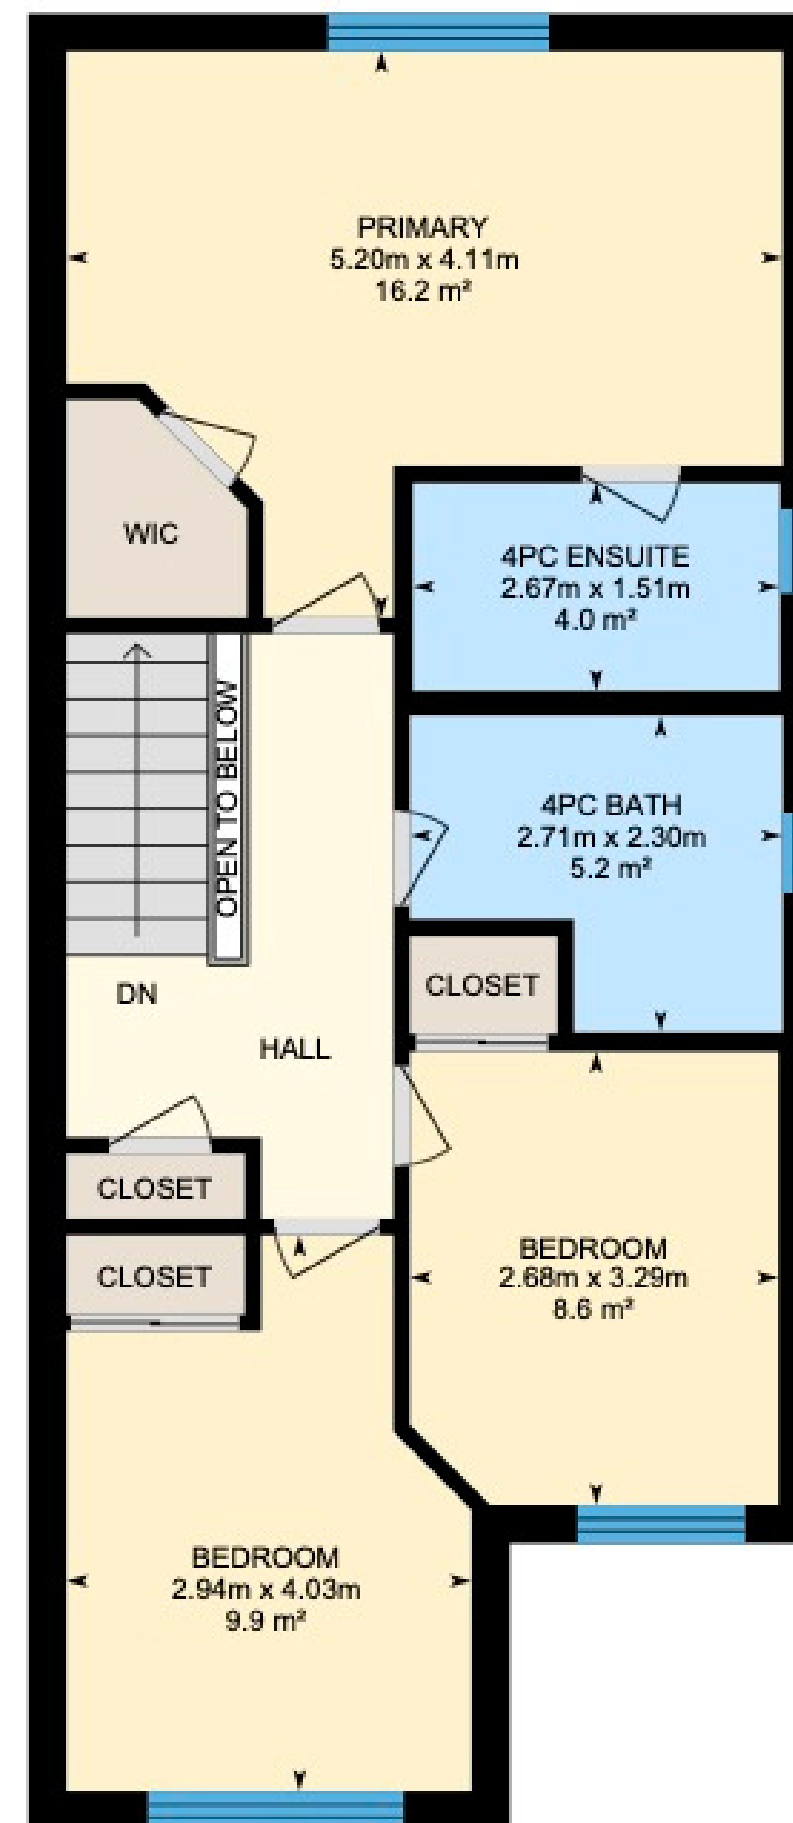 PRIMARY
5.20m x 4.11m
16.2 m²
WIC
4PC ENSUITE
2.67m x 1.51m
4.0 m²
OPEN TO BELOW
4PC BATH
2.71m x 2.30m
5.2 m²
CLOSET
DN
HALL
CLOSET
CLOSET
BEDROOM
2.68m x 3.29m
8.6 m²
BEDROOM
2.94m x 4.03m
9.9 m²